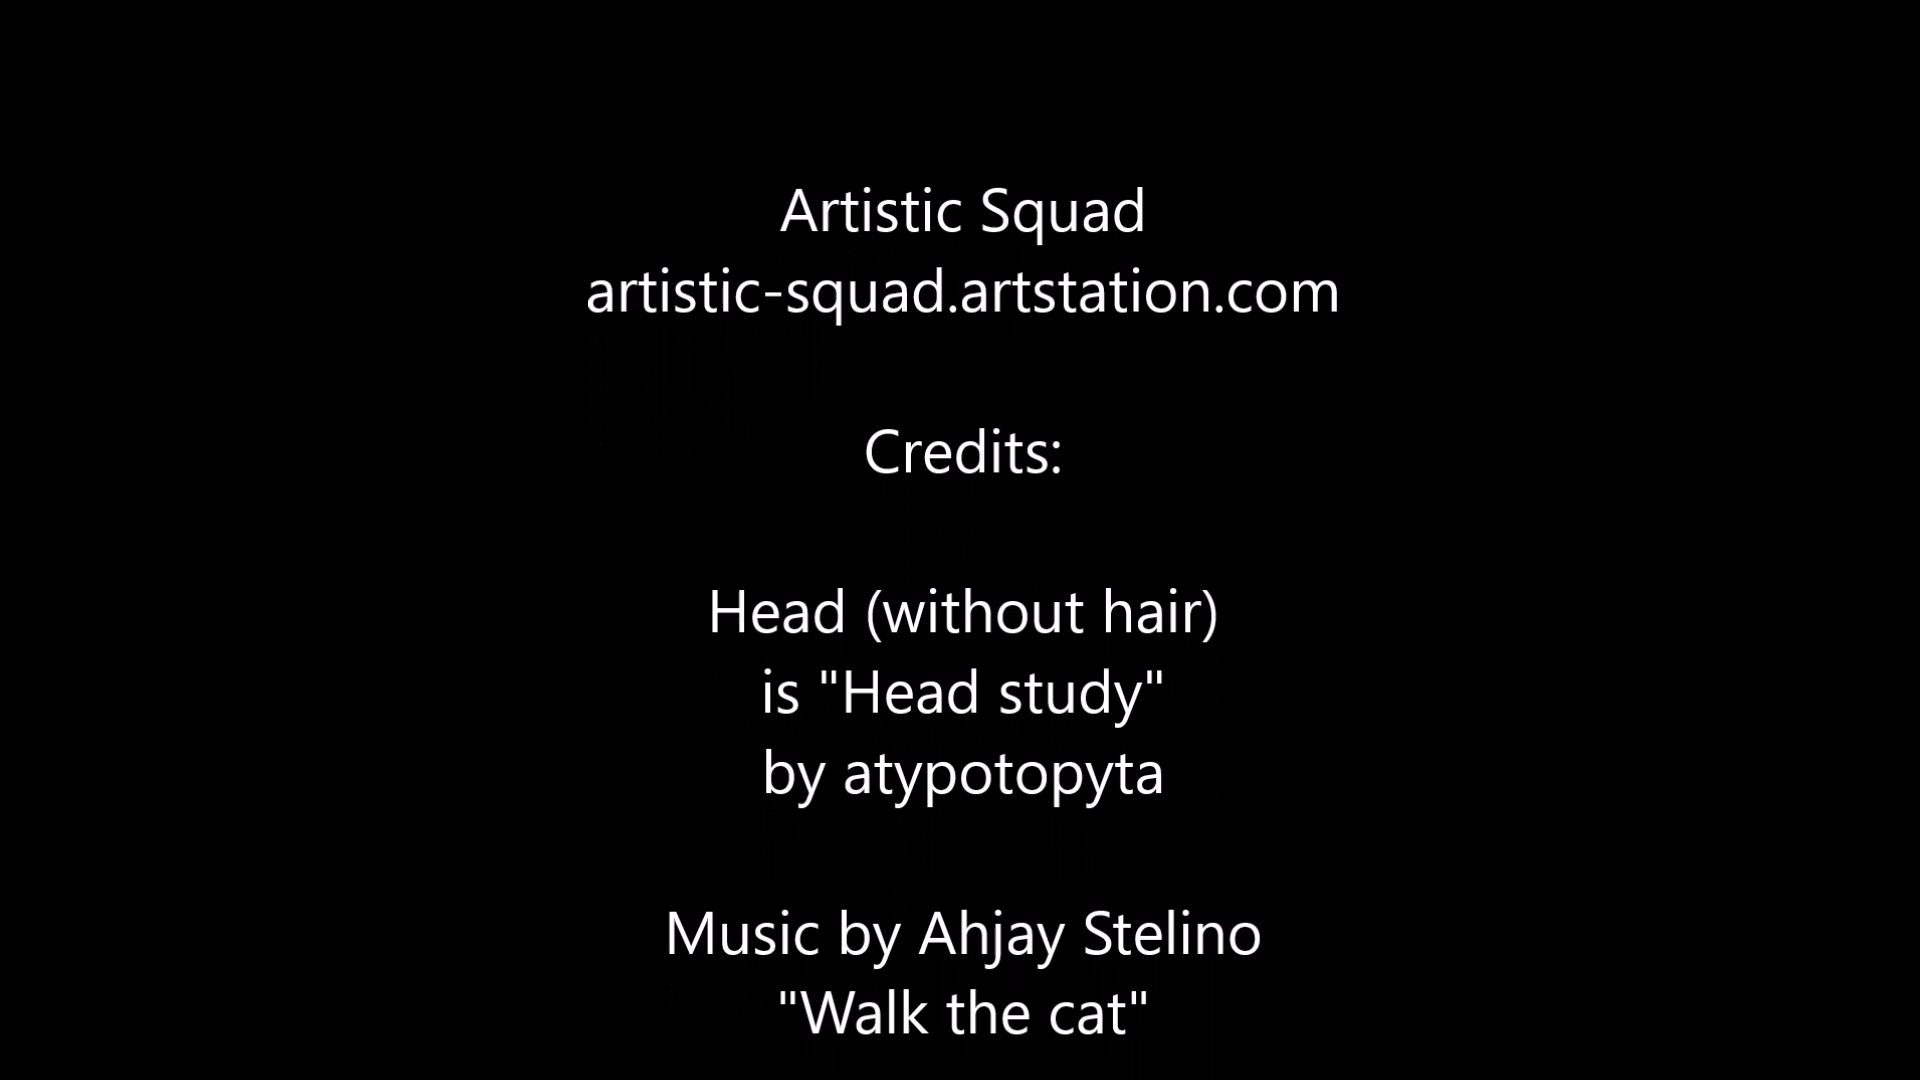 Artistic Squad
artistic-squad.artstation.com
Credits:
Head (without hair)
is "Head study"
by atypotopyta
Music by Ahjay Stelino
"Walk the cat"